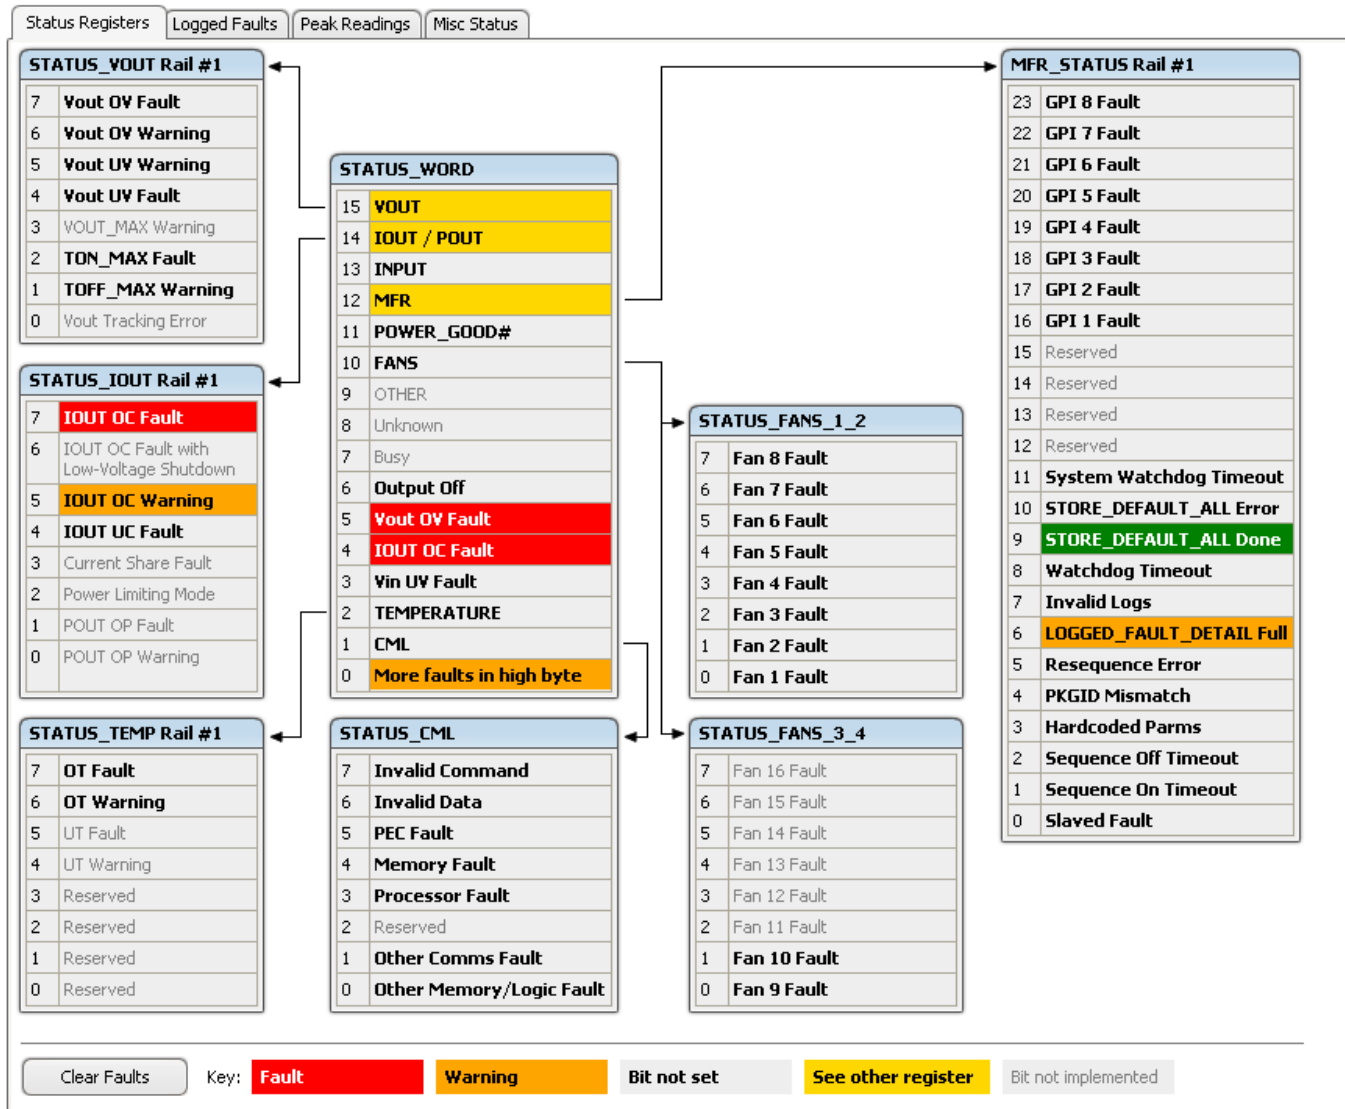 Status Registers
Logged Faults
Peak Readings
Misc Status
STATUS_VOUT Rail #1
7 Vout OV Fault
6 Vout OV Warning
5 Vout UV Warning
4 Vout UV Fault
3 VOUT_MAX Warning
2 TON_MAX Fault
1 TOFF_MAX Warning
0 Vout Tracking Error
STATUS_IOUT Rail #1
7 IOUT OC Fault
6 IOUT OC Fault with
Low-Voltage Shutdown
5 IOUT OC Warning
4 IOUT UC Fault
3 Current Share Fault
2 Power Limiting Mode
1 POUT OP Fault
0 POUT OP Warning
STATUS_TEMP Rail #1
7 OT Fault
6 OT Warning
5 UT Fault
4 UT Warning
3 Reserved
2 Reserved
1 Reserved
0 Reserved
STATUS_WORD
15 VOUT
14 IOUT / POUT
13 INPUT
12 MFR
11 POWER_GOOD#
10 FANS
9 OTHER
8 Unknown
7 Busy
6 Output Off
5 Vout OV Fault
4 IOUT OC Fault
3 Vin UV Fault
2 TEMPERATURE
1 CML
0 More faults in high byte
STATUS_CML
7 Invalid Command
6 Invalid Data
5 PEC Fault
4 Memory Fault
3 Processor Fault
2 Reserved
1 Other Comms Fault
0 Other Memory/Logic Fault
STATUS_FANS_1_2
7 Fan 8 Fault
6 Fan 7 Fault
5 Fan 6 Fault
4 Fan 5 Fault
3 Fan 4 Fault
2 Fan 3 Fault
1 Fan 2 Fault
0 Fan 1 Fault
STATUS_FANS_3_4
7 Fan 16 Fault
6 Fan 15 Fault
5 Fan 14 Fault
4 Fan 13 Fault
3 Fan 12 Fault
2 Fan 11 Fault
1 Fan 10 Fault
0 Fan 9 Fault
MFR_STATUS Rail #1
23 GPI 8 Fault
22 GPI 7 Fault
21 GPI 6 Fault
20 GPI 5 Fault
19 GPI 4 Fault
18 GPI 3 Fault
17 GPI 2 Fault
16 GPI 1 Fault
15 Reserved
14 Reserved
13 Reserved
12 Reserved
11 System Watchdog Timeout
10 STORE_DEFAULT_ALL Error
9 STORE_DEFAULT_ALL Done
8 Watchdog Timeout
7 Invalid Logs
6 LOGGED_FAULT_DETAIL Full
5 Resequence Error
4 PKGID Mismatch
3 Hardcoded Parms
2 Sequence Off Timeout
1 Sequence On Timeout
0 Slaved Fault
Clear Faults
Key: Fault
Warning
Bit not set
See other register
Bit not implemented